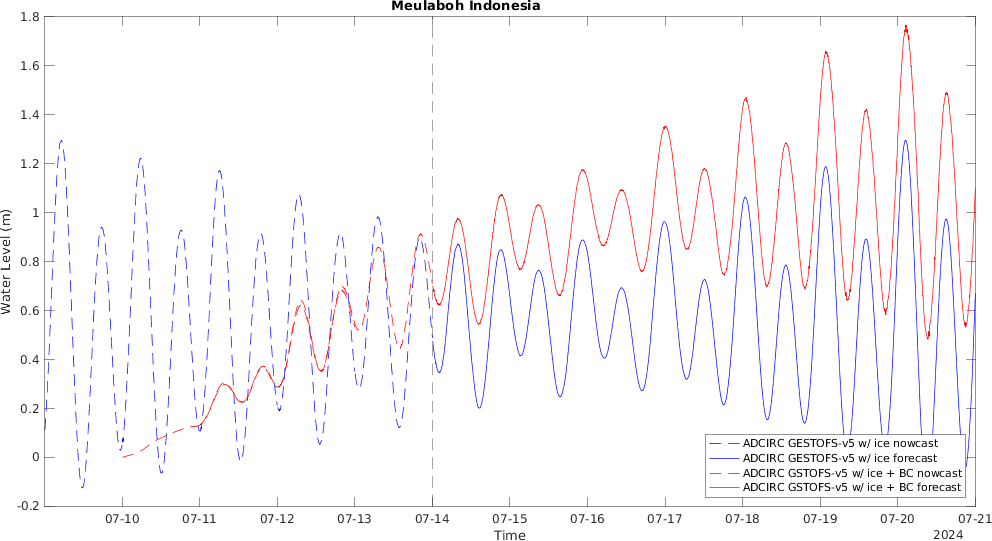 Meulaboh Indonesia
1.8
1.6
1.4
1.2
1
0.8
0.6
0.4
0.2
0
-0.2
Water Level (m)
ADCIRC GESTOFS-v5 w/ ice nowcast
ADCIRC GESTOFS-v5 w/ ice forecast
ADCIRC GSTOFS-v5 w/ ice + BC nowcast
ADCIRC GSTOFS-v5 w/ ice + BC forecast
07-10 07-11 07-12 07-13 07-14 07-15 07-16 07-17 07-18 07-19 07-20 07-21
Time
2024